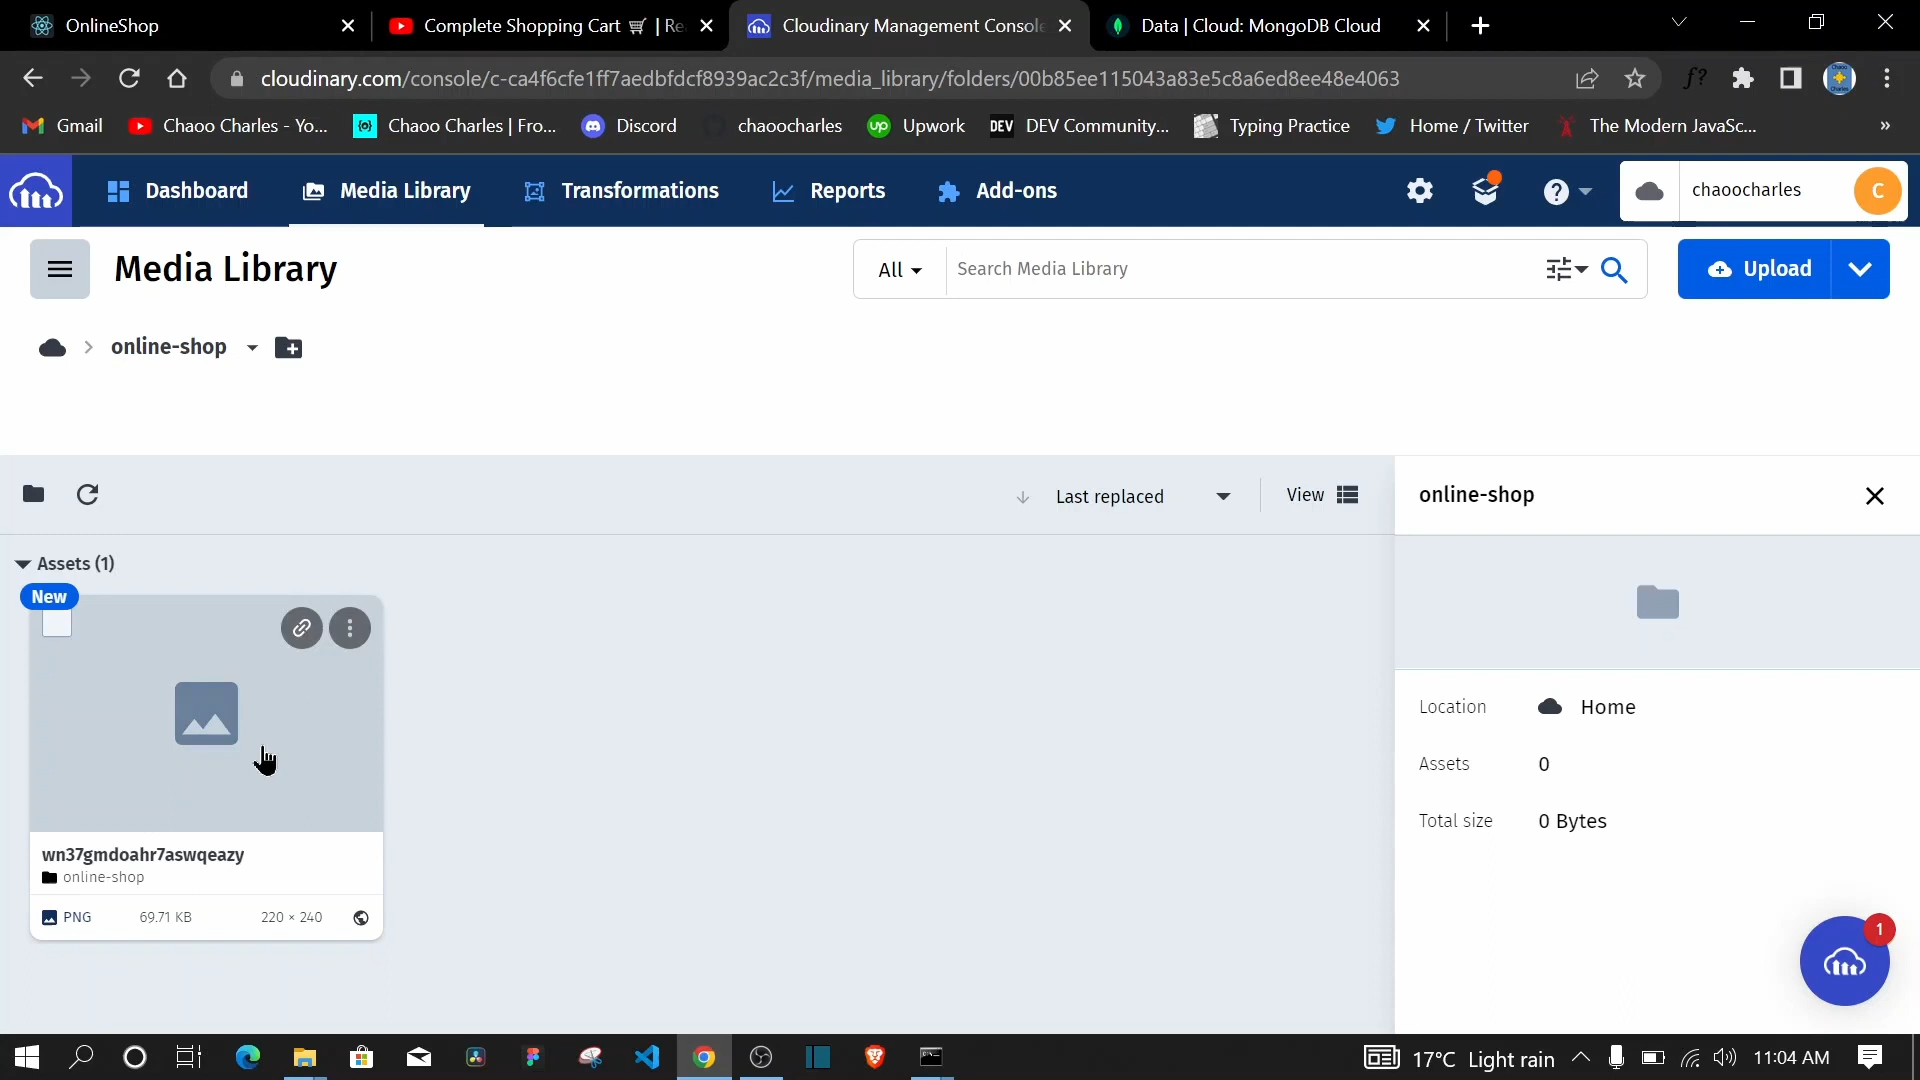 OnlineShop
Complete Shopping Cart 🛒 | Re
Cloudinary Management Console
Data | Cloud: MongoDB Cloud
cloudinary.com/console/c-ca4f6cfe1ff7aedbfdcf8939ac2c3f/media_library/folders/00b85ee115043a83e5c8a6ed8ee48e4063
f?
Gmail
Chaoo Charles - Yo...
Chaoo Charles | Fro...
Discord
chaoocharles
up
Upwork
DEV
DEV Community...
Typing Practice
Home / Twitter
The Modern JavaSc...
»
Dashboard
Media Library
Transformations
Reports
Add-ons
?
chaoocharles
C
Media Library
All
Search Media Library
Upload
online-shop
Last replaced
View
online-shop
Assets (1)
New
Location
Home
Assets
0
Total size
0 Bytes
wn37gmdoahr7aswqeazy
online-shop
PNG
69.71 KB
220 × 240
1
17°C Light rain
11:04 AM